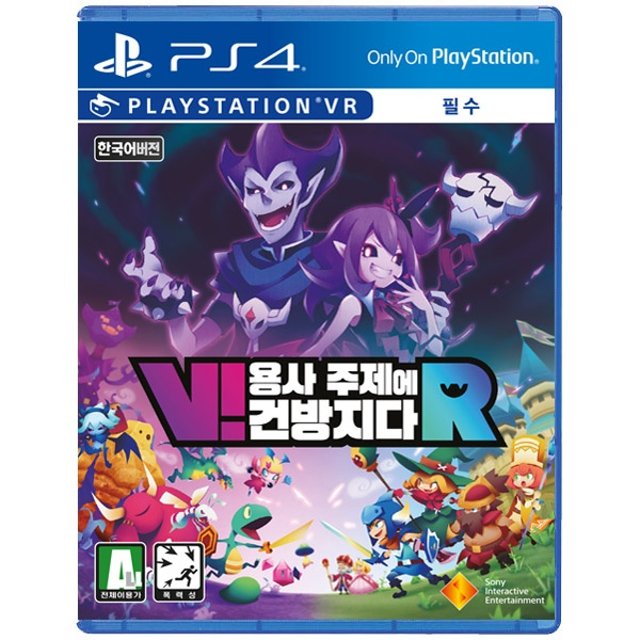 PS4
Only On PlayStation®
PLAYSTATION®VR
필수
한국어버전
V! 용사 주제에 R
건방지다
ALL
전체이용가
폭력성
Sony
Interactive
Entertainment